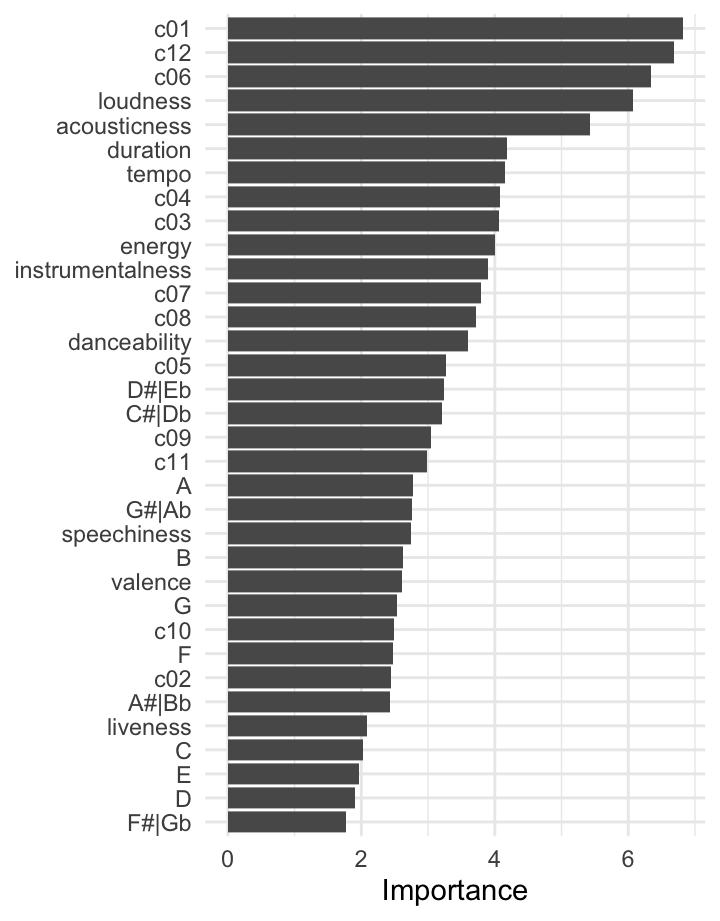 c01
c12
c06
loudness
acousticness
duration
tempo
c04
c03
energy
instrumentalness
c07
c08
danceability
c05
D#|Eb
C#|Db
c09
c11
A
G#|Ab
speechiness
B
valence
G
c10
F
c02
A#|Bb
liveness
C
E
D
F#|Gb
0 2 4 6
Importance